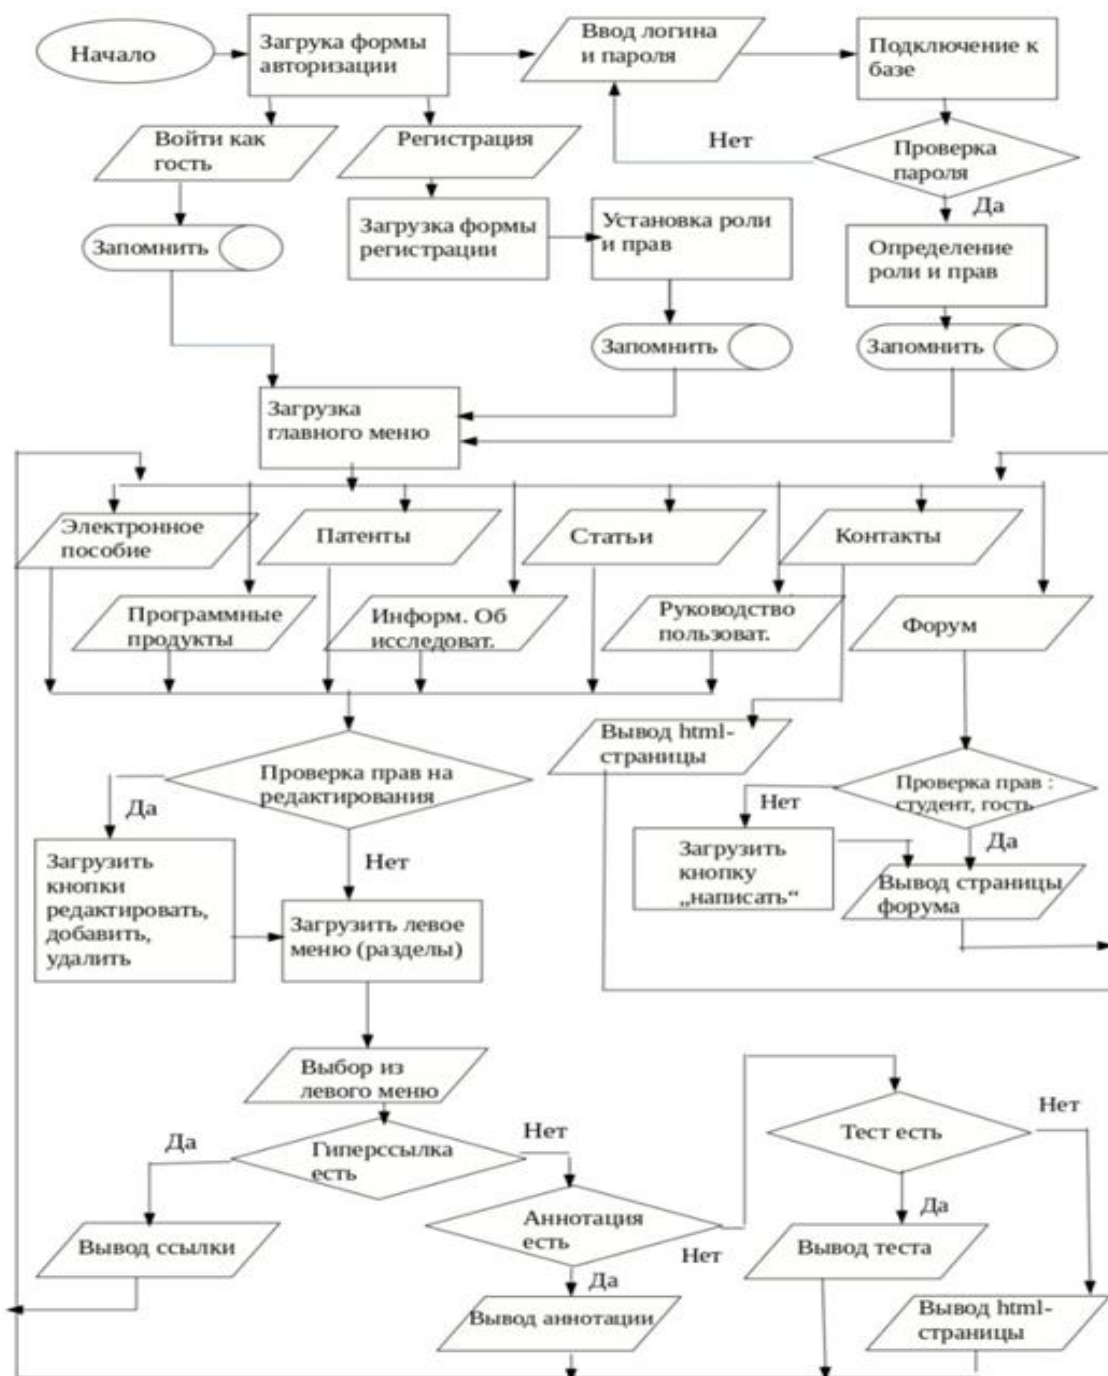 Начало
Загрука формы
авторизации
Ввод логина
и пароля
Подключение к
базе
Войти как
гость
Регистрация
Нет
Проверка
пароля
Да
Запомнить
Загрузка формы
регистрации
Установка роли
и прав
Определение
роли и прав
Запомнить
Запомнить
Загрузка
главного меню
Электронное
пособие
Патенты
Статьи
Контакты
Программные
продукты
Информ. Об
исследоват.
Руководство
пользоват.
Форум
Вывод html-
страницы
Проверка прав на
редактирования
Проверка прав :
студент, гость
Да
Нет
Нет
Да
Загрузить
кнопки
редактировать,
добавить,
удалить
Загрузить левое
меню (разделы)
Загрузить
кнопку
„написать“
Вывод страницы
форума
Выбор из
левого меню
Да
Гиперссылка
есть
Нет
Тест есть
Нет
Аннотация
есть
Нет
Да
Да
Вывод ссылки
Вывод теста
Вывод аннотации
Вывод html-
страницы